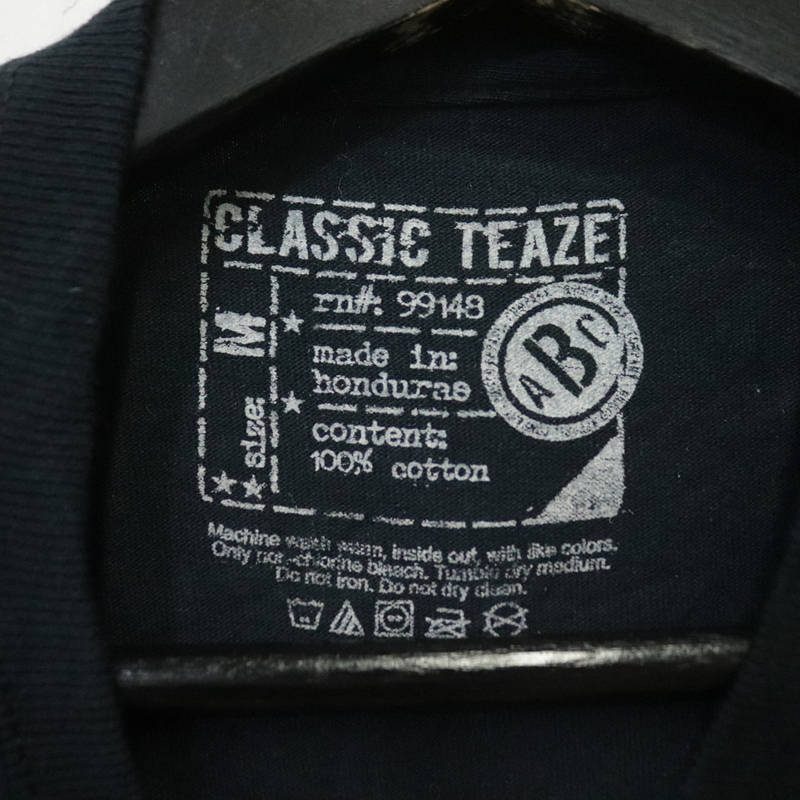 CLASSIC TEAZE
size: M
rn#: 99148
made in:
honduras
content:
100% cotton
ABC
Machine wash warm, inside out, with like colors.
Only non-chlorine bleach. Tumble dry medium.
Do not iron. Do not dry clean.